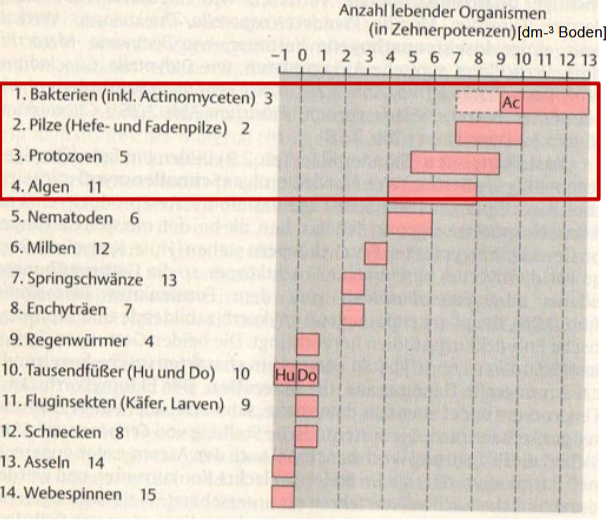 Anzahl lebender Organismen
(in Zehnerpotenzen)[dm-³ Boden]
-1 0 1 2 3 4 5 6 7 8 9 10 11 12 13
1. Bakterien (inkl. Actinomyceten) 3
Ac
2. Pilze (Hefe- und Fadenpilze) 2
3. Protozoen 5
4. Algen 11
5. Nematoden 6
6. Milben 12
7. Springschwänze 13
8. Enchyträen 7
9. Regenwürmer 4
10. Tausendfüßer (Hu und Do) 10
Hu Do
11. Fluginsekten (Käfer, Larven) 9
12. Schnecken 8
13. Asseln 14
14. Webespinnen 15